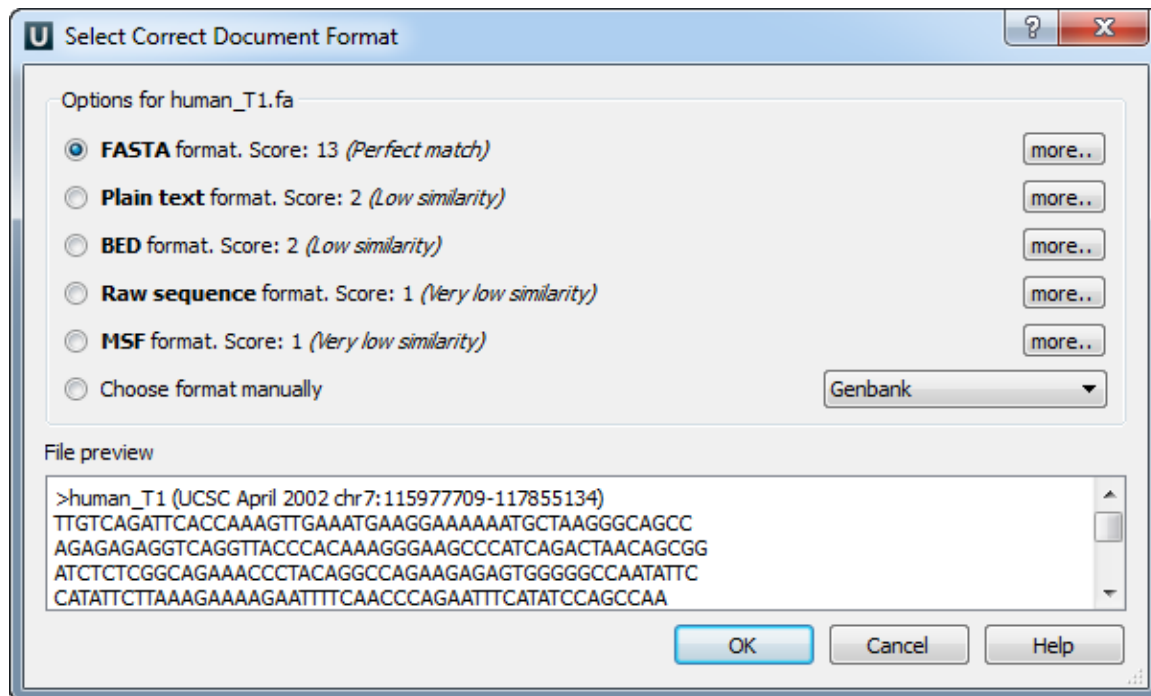 U Select Correct Document Format ? X
Options for human_T1.fa
FASTA format. Score: 13 (Perfect match) more..
Plain text format. Score: 2 (Low similarity) more..
BED format. Score: 2 (Low similarity) more..
Raw sequence format. Score: 1 (Very low similarity) more..
MSF format. Score: 1 (Very low similarity) more..
Choose format manually Genbank
File preview
>human_T1 (UCSC April 2002 chr7:115977709-117855134)
TTGTCAGATTCACCAAAGTTGAAATGAAGGAAAAAATGCTAAGGGCAGCC
AGAGAGAGGTCAGGTTACCCACAAAGGGAAGCCCATCAGACTAACAGCGG
ATCTCTCGGCAGAAACCCTACAGGCCAGAAGAGAGTGGGGGCCAATATTC
CATATTCTTAAAGAAAAGAATTTTCAACCCAGAATTTCATATCCAGCCAA
OK Cancel Help